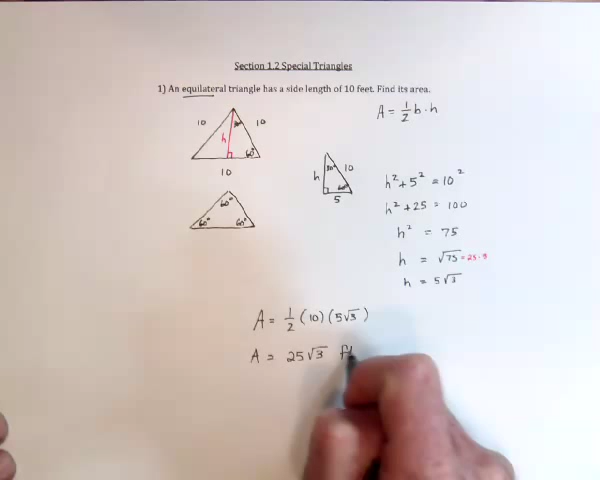 Section 1.2 Special Triangles
1) An equilateral triangle has a side length of 10 feet. Find its area.
A = 1/2 b · h
10 10
h 30° 60°
10
h 30° 10
60°
5
60°
60° 60°
h² + 5² = 10²
h² + 25 = 100
h² = 75
h = √75 = 25·3
h = 5√3
A = 1/2 (10)(5√3)
A = 25√3 ft